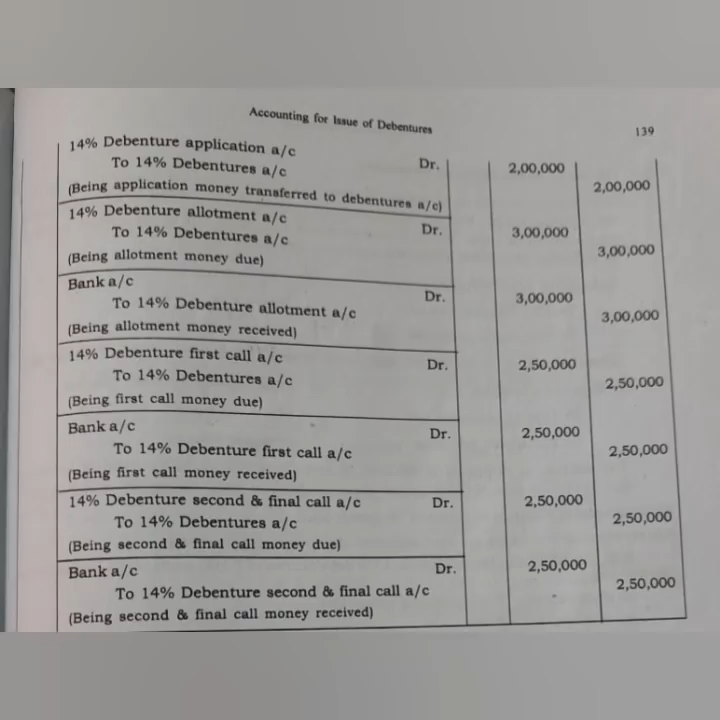 Accounting for Issue of Debentures 139
14% Debenture application a/c Dr. 2,00,000
To 14% Debentures a/c 2,00,000
(Being application money transferred to debentures a/c)
14% Debenture allotment a/c Dr. 3,00,000
To 14% Debentures a/c 3,00,000
(Being allotment money due)
Bank a/c Dr. 3,00,000
To 14% Debenture allotment a/c 3,00,000
(Being allotment money received)
14% Debenture first call a/c Dr. 2,50,000
To 14% Debentures a/c 2,50,000
(Being first call money due)
Bank a/c Dr. 2,50,000
To 14% Debenture first call a/c 2,50,000
(Being first call money received)
14% Debenture second & final call a/c Dr. 2,50,000
To 14% Debentures a/c 2,50,000
(Being second & final call money due)
Bank a/c Dr. 2,50,000
To 14% Debenture second & final call a/c 2,50,000
(Being second & final call money received)